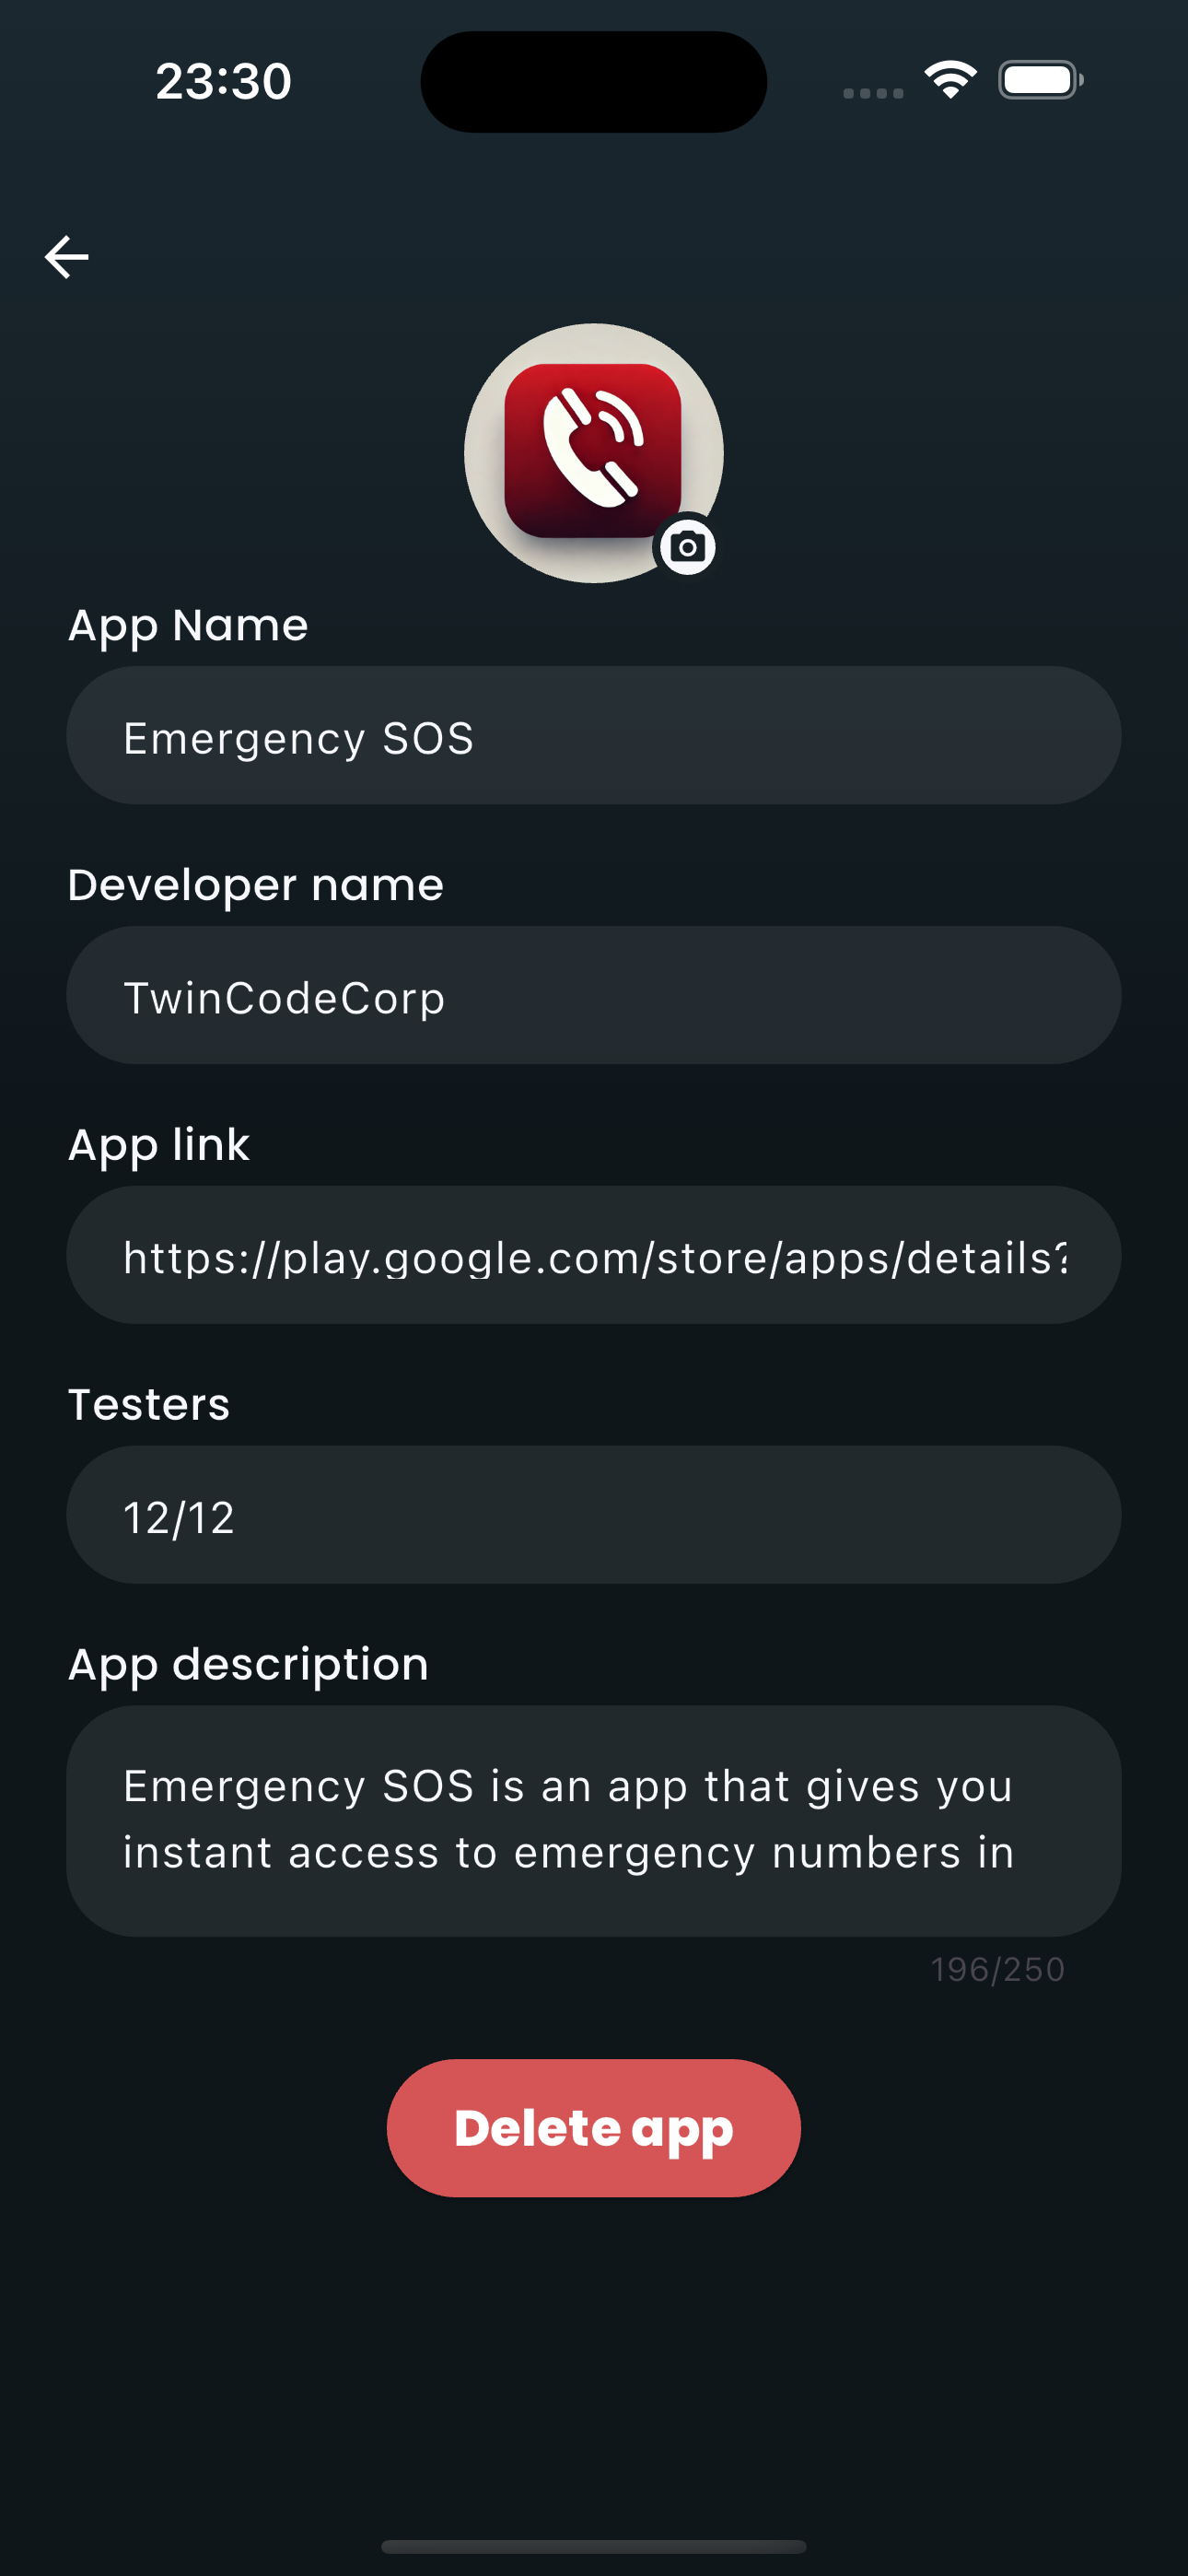 23:30
App Name
Emergency SOS
Developer name
TwinCodeCorp
App link
https://play.google.com/store/apps/details?
Testers
12/12
App description
Emergency SOS is an app that gives you
instant access to emergency numbers in
196/250
Delete app